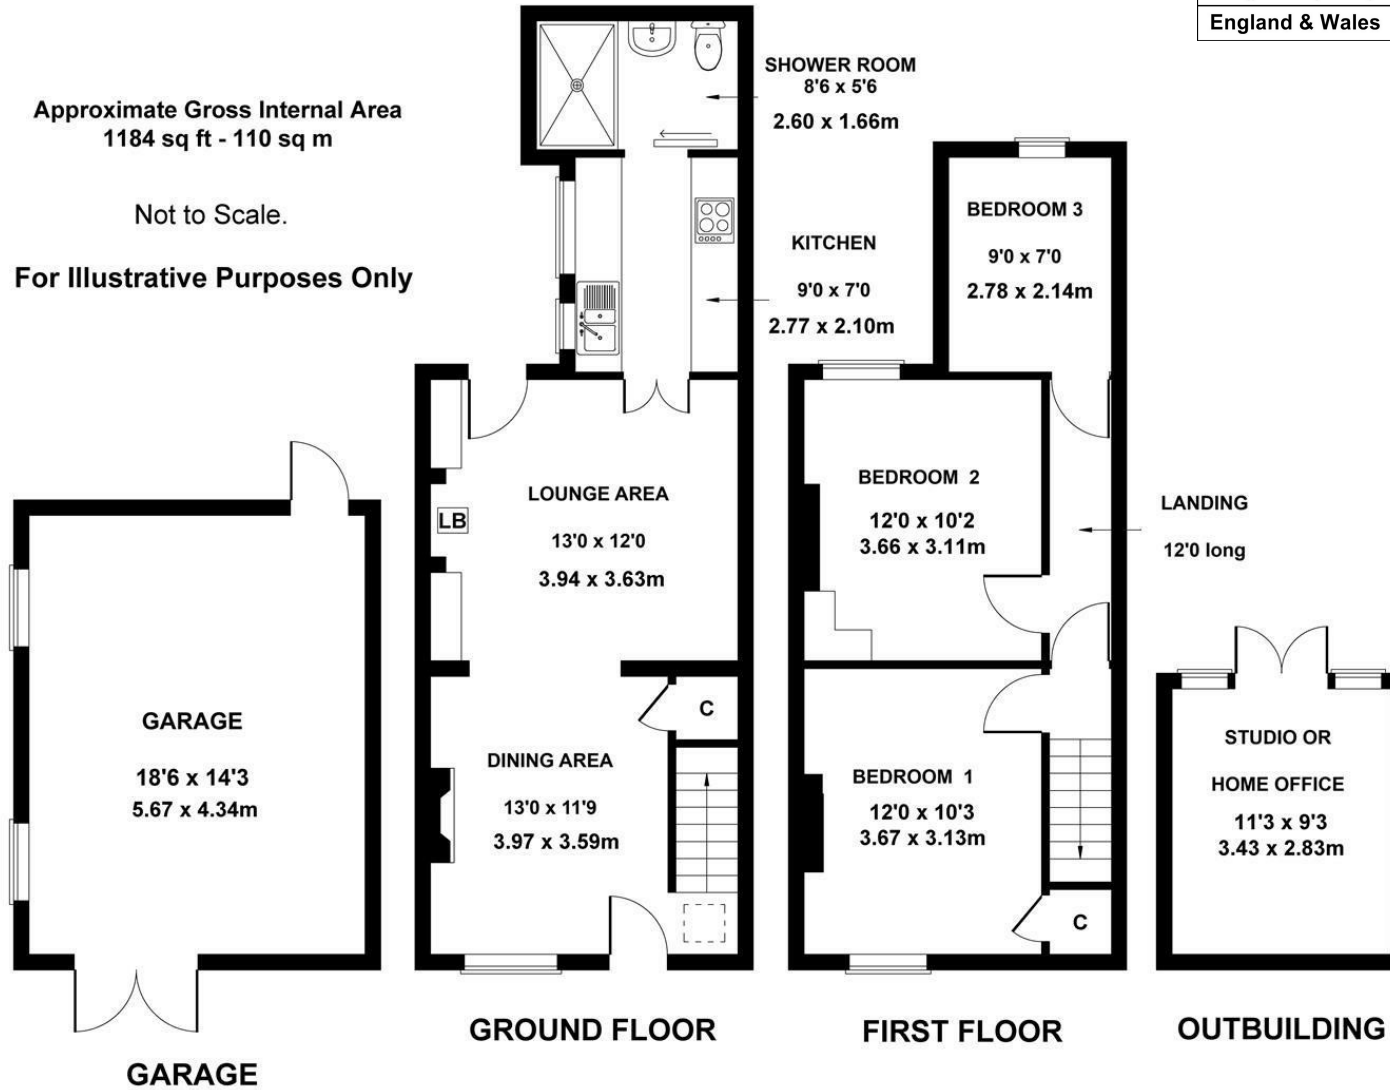 England & Wales
Approximate Gross Internal Area
1184 sq ft - 110 sq m
Not to Scale.
For Illustrative Purposes Only
SHOWER ROOM
8'6 x 5'6
2.60 x 1.66m
KITCHEN
9'0 x 7'0
2.77 x 2.10m
LOUNGE AREA
13'0 x 12'0
3.94 x 3.63m
LB
C
DINING AREA
13'0 x 11'9
3.97 x 3.59m
GROUND FLOOR
GARAGE
18'6 x 14'3
5.67 x 4.34m
GARAGE
BEDROOM 3
9'0 x 7'0
2.78 x 2.14m
BEDROOM 2
12'0 x 10'2
3.66 x 3.11m
LANDING
12'0 long
BEDROOM 1
12'0 x 10'3
3.67 x 3.13m
C
FIRST FLOOR
STUDIO OR
HOME OFFICE
11'3 x 9'3
3.43 x 2.83m
OUTBUILDING